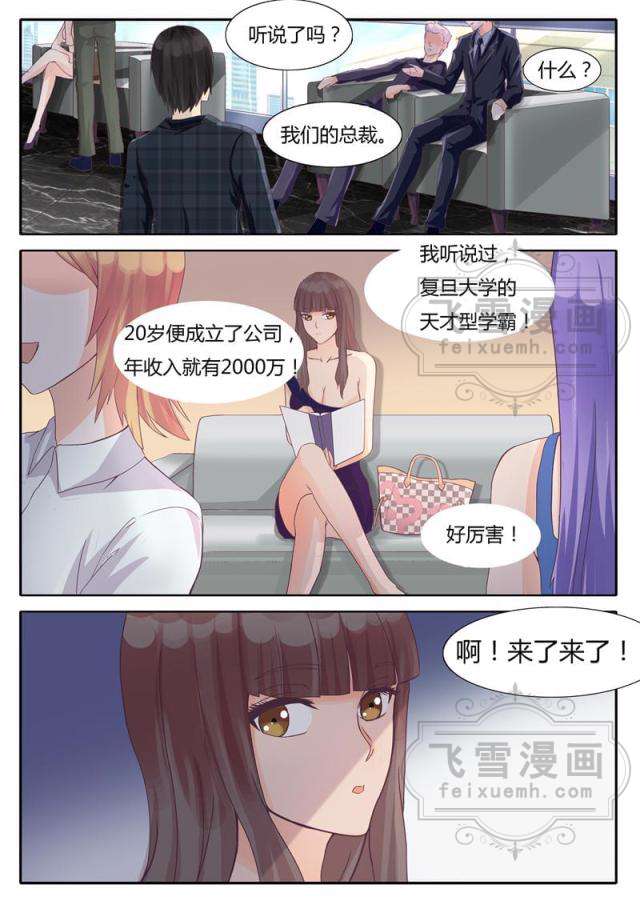 听说了吗？
什么？
我们的总裁。
我听说过，
复旦大学的
天才型学霸！
20岁便成立了公司，
年收入就有2000万！
飞雪漫画
feixuemh.com
好厉害！
啊！来了来了！
飞雪漫画
feixuemh.com